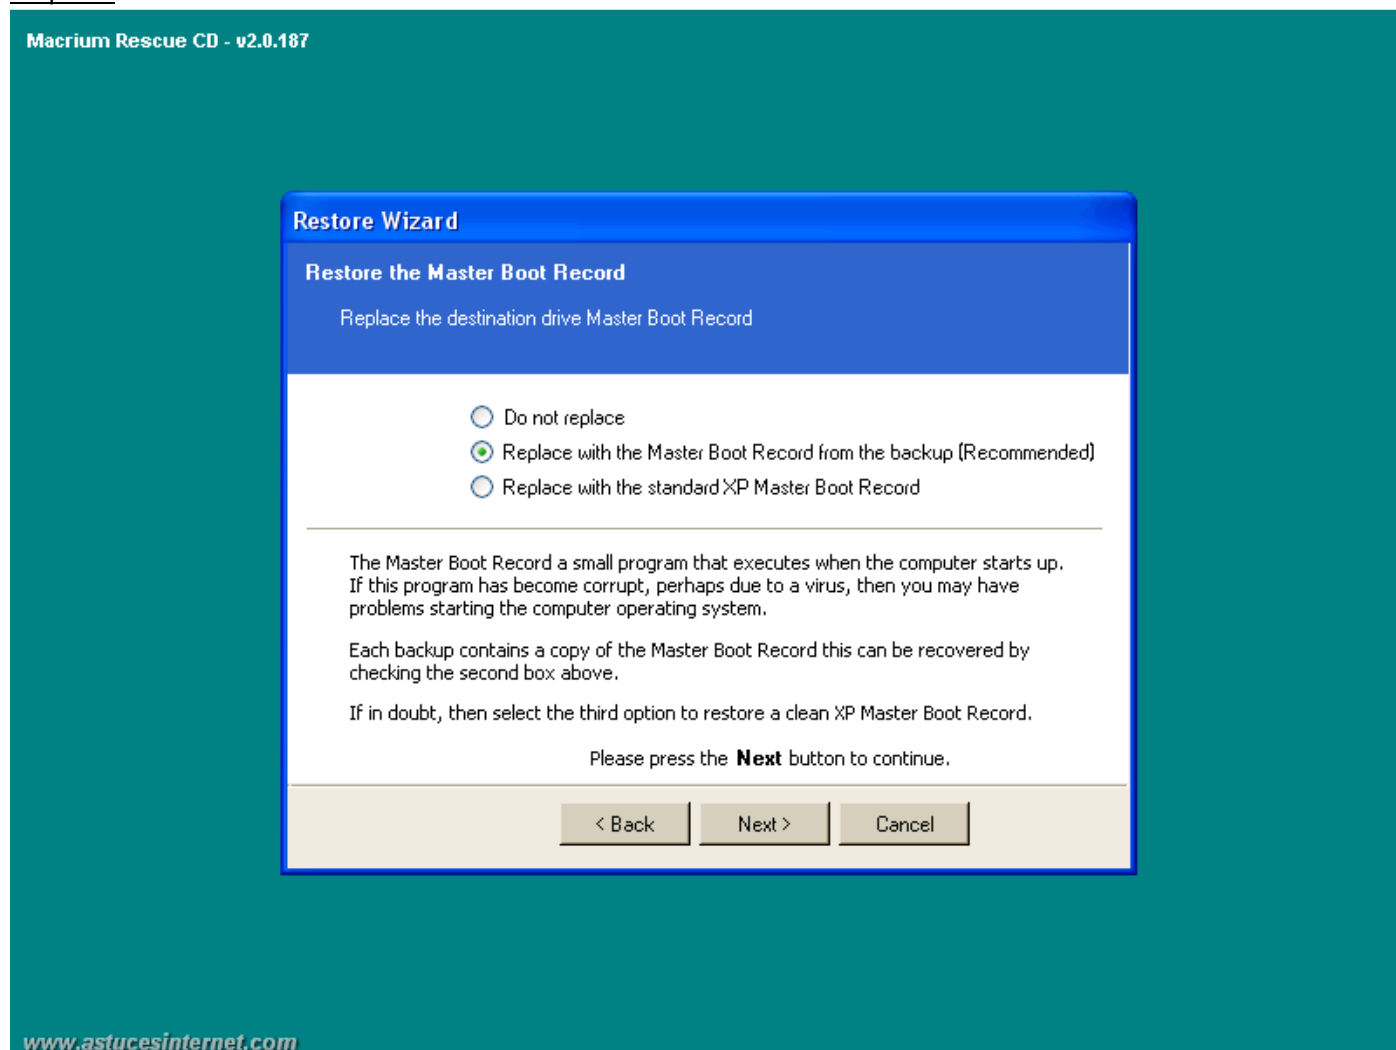 Macrium Rescue CD - v2.0.187
Restore Wizard
Restore the Master Boot Record
Replace the destination drive Master Boot Record
Do not replace
Replace with the Master Boot Record from the backup (Recommended)
Replace with the standard XP Master Boot Record
The Master Boot Record a small program that executes when the computer starts up.
If this program has become corrupt, perhaps due to a virus, then you may have
problems starting the computer operating system.
Each backup contains a copy of the Master Boot Record this can be recovered by
checking the second box above.
If in doubt, then select the third option to restore a clean XP Master Boot Record.
Please press the Next button to continue.
< Back Next > Cancel
www.astucesinternet.com